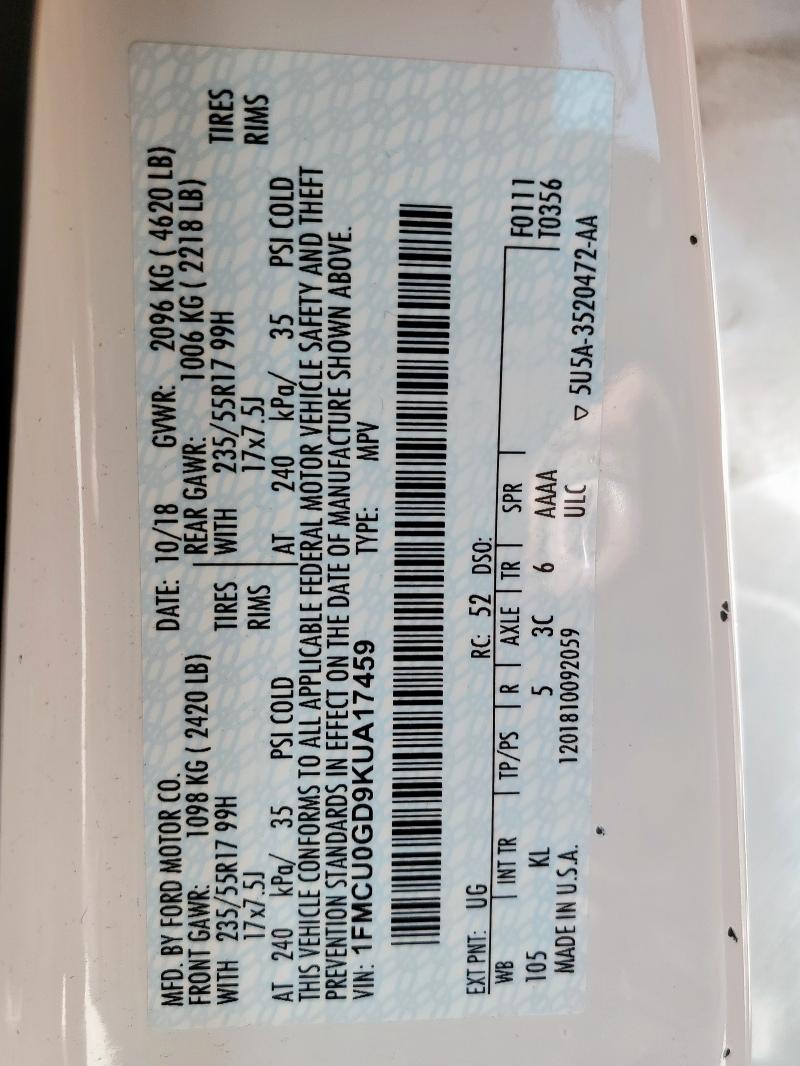 MFD. BY FORD MOTOR CO.
DATE: 10/18 GVWR: 2096 KG ( 4620 LB)
FRONT GAWR: 1098 KG ( 2420 LB) REAR GAWR: 1006 KG ( 2218 LB)
WITH 235/55R17 99H TIRES WITH 235/55R17 99H TIRES
17x7.5J RIMS 17x7.5J RIMS
AT 240 kPa/ 35 PSI COLD AT 240 kPa/ 35 PSI COLD
THIS VEHICLE CONFORMS TO ALL APPLICABLE FEDERAL MOTOR VEHICLE SAFETY AND THEFT
PREVENTION STANDARDS IN EFFECT ON THE DATE OF MANUFACTURE SHOWN ABOVE.
VIN: 1FMCU0GD9KUA17459 TYPE: MPV
EXT PNT: UG RC: 52 DSO:
WB INT TR TP/PS R AXLE TR SPR F0111
105 KL 5 3C 6 AAAA T0356
MADE IN U.S.A. 1201810092059 ULC ▽ 5U5A-3520472-AA